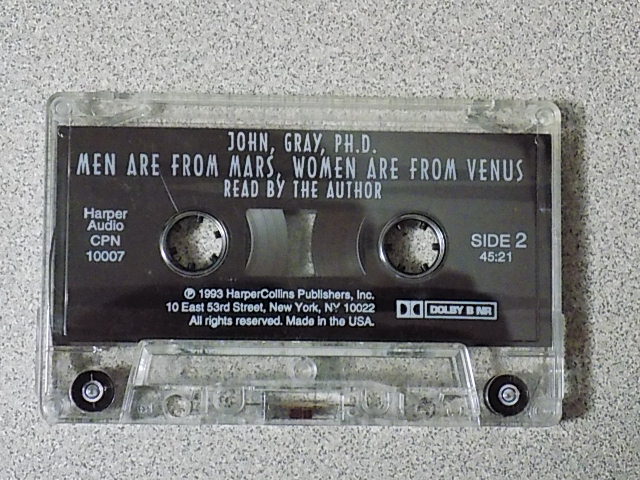 JOHN, GRAY, PH.D.
MEN ARE FROM MARS, WOMEN ARE FROM VENUS
READ BY THE AUTHOR
Harper
Audio
CPN
10007
SIDE 2
45:21
℗ 1993 HarperCollins Publishers, Inc.
10 East 53rd Street, New York, NY 10022
All rights reserved. Made in the USA.
DOLBY B NR